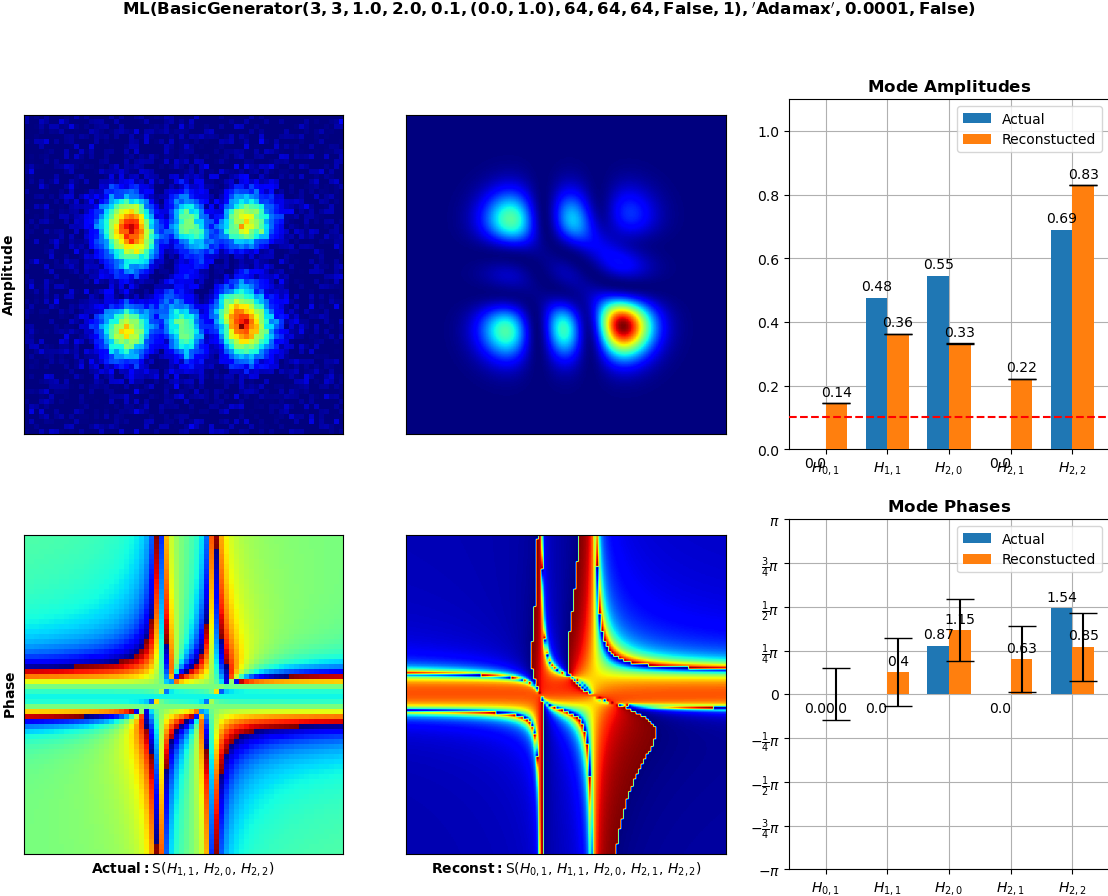 ML(BasicGenerator(3, 3, 1.0, 2.0, 0.1, (0.0, 1.0), 64, 64, 64, False, 1), ′Adamax′, 0.0001, False)
Amplitude
Mode Amplitudes
Actual
Reconstucted
1.0
0.8
0.6
0.4
0.2
0.0
0.0
0.14
0.48
0.36
0.55
0.33
0.0
0.22
0.69
0.83
H0, 1
H1, 1
H2, 0
H2, 1
H2, 2
Phase
Actual: S(H1, 1, H2, 0, H2, 2)
Reconst: S(H0, 1, H1, 1, H2, 0, H2, 1, H2, 2)
Mode Phases
Actual
Reconstucted
π
3/4π
1/2π
1/4π
0
−1/4π
−1/2π
−3/4π
−π
0.0
0.0
0.0
0.4
0.87
1.15
0.0
0.63
1.54
0.85
H0, 1
H1, 1
H2, 0
H2, 1
H2, 2